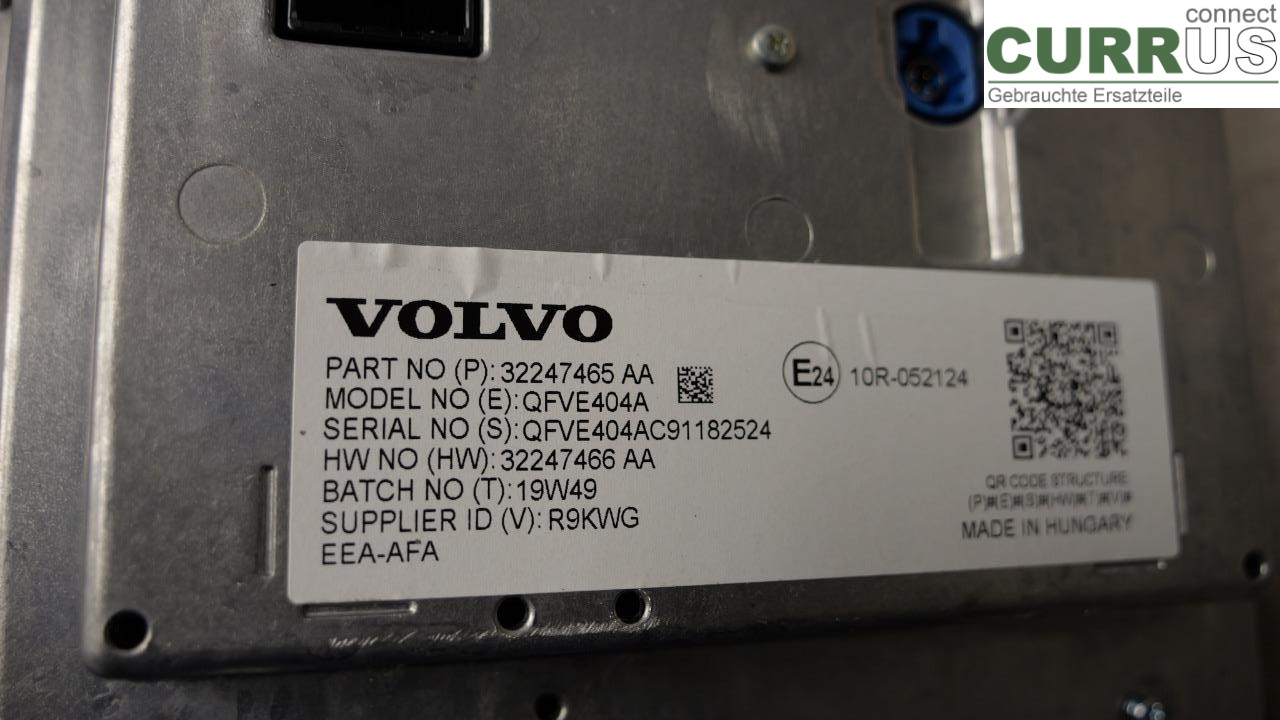 connect
CURRUS
Gebrauchte Ersatzteile
VOLVO
PART NO (P): 32247465 AA
MODEL NO (E): QFVE404A
SERIAL NO (S): QFVE404AC91182524
HW NO (HW): 32247466 AA
BATCH NO (T): 19W49
SUPPLIER ID (V): R9KWG
EEA-AFA
E24 10R-052124
QR CODE STRUCTURE:
(P)#(E)#(S)#(HW)#(T)#(V)#
MADE IN HUNGARY